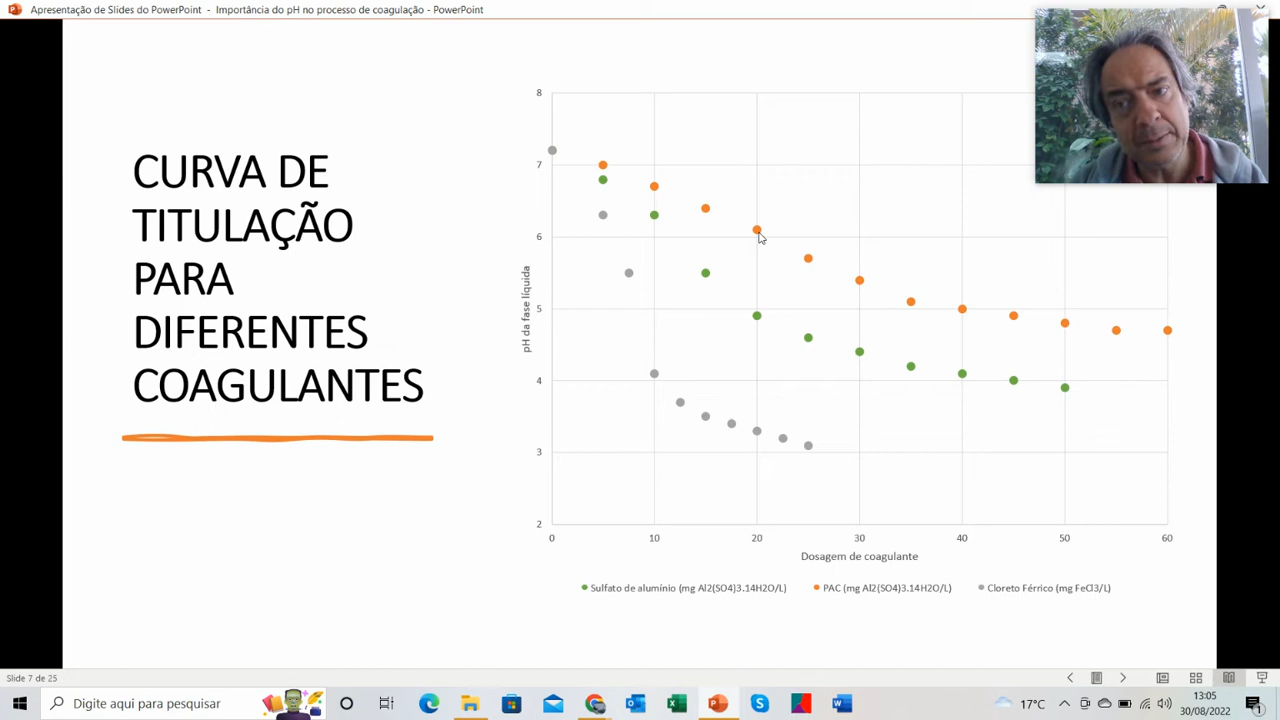 Apresentação de Slides do PowerPoint - Importância do pH no processo de coagulação - PowerPoint
CURVA DE
TITULAÇÃO
PARA
DIFERENTES
COAGULANTES
8
7
6
5
4
3
2
pH da fase líquida
0
10
20
30
40
50
60
Dosagem de coagulante
Sulfato de alumínio (mg Al2(SO4)3.14H2O/L)
PAC (mg Al2(SO4)3.14H2O/L)
Cloreto Férrico (mg FeCl3/L)
Slide 7 de 25
Digite aqui para pesquisar
17°C
13:05
30/08/2022
1